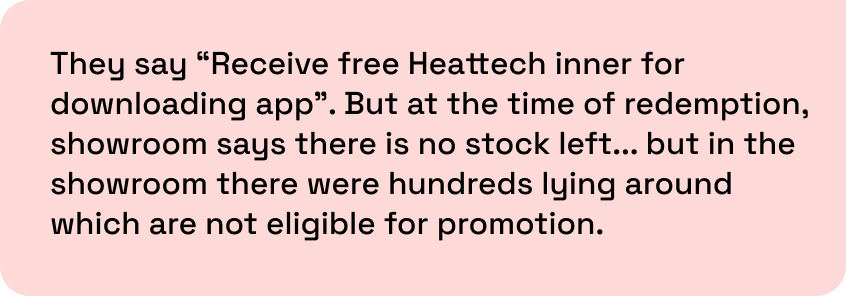 They say “Receive free Heattech inner for
downloading app”. But at the time of redemption,
showroom says there is no stock left... but in the
showroom there were hundreds lying around
which are not eligible for promotion.